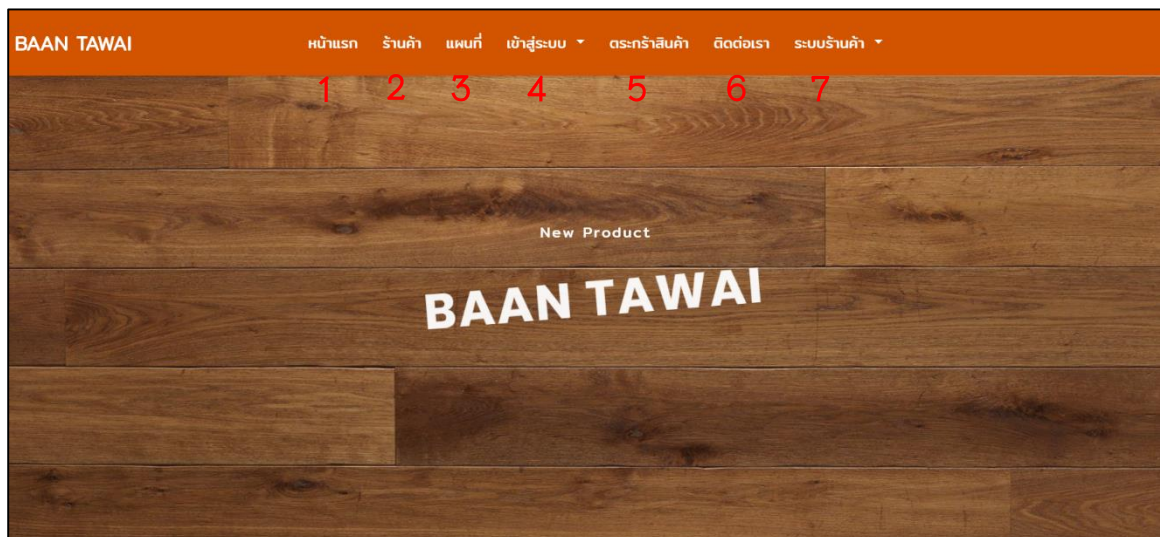 BAAN TAWAI หน้าแรก ร้านค้า แผนที่ เข้าสู่ระบบ ตระกร้าสินค้า ติดต่อเรา ระบบร้านค้า
1 2 3 4 5 6 7
New Product
BAAN TAWAI